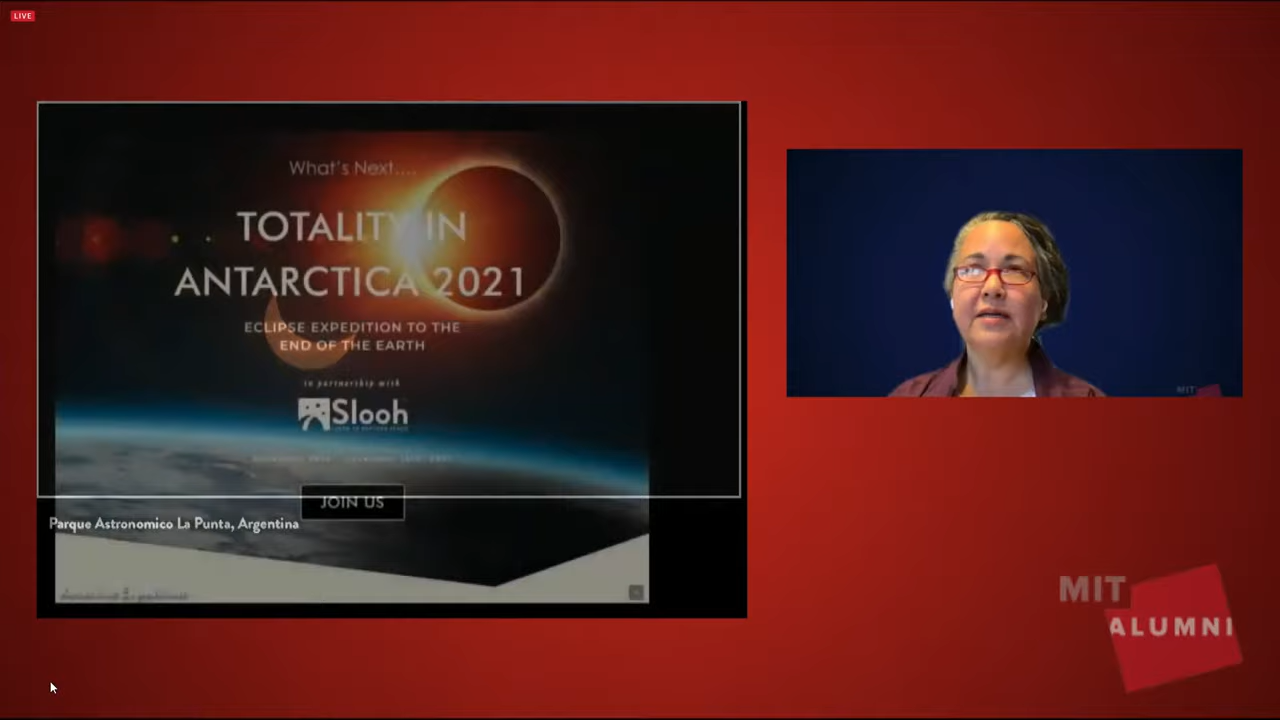 LIVE
What's Next....
TOTALITY IN
ANTARCTICA 2021
ECLIPSE EXPEDITION TO THE
END OF THE EARTH
in partnership with
Slooh
JOIN US
Parque Astronomico La Punta, Argentina
MIT
MIT
ALUMNI